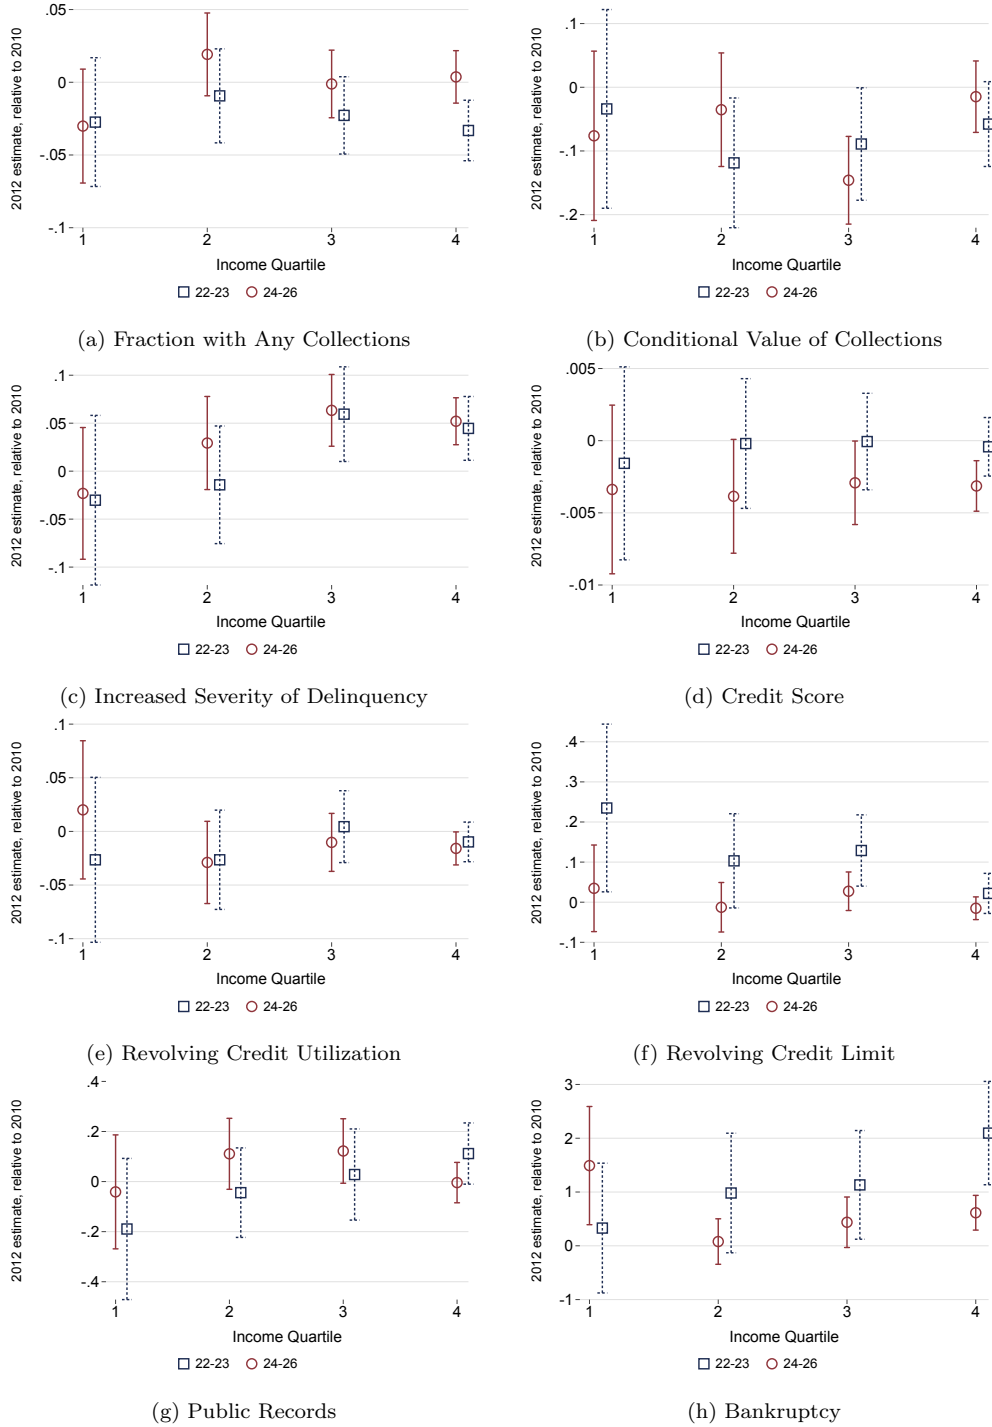 2012 estimate, relative to 2010
.05
0
-.05
-.1
1 2 3 4
Income Quartile
22-23 24-26
(a) Fraction with Any Collections
2012 estimate, relative to 2010
.1
0
-.1
-.2
1 2 3 4
Income Quartile
22-23 24-26
(b) Conditional Value of Collections
2012 estimate, relative to 2010
.1
.05
0
-.05
-.1
1 2 3 4
Income Quartile
22-23 24-26
(c) Increased Severity of Delinquency
2012 estimate, relative to 2010
.005
0
-.005
-.01
1 2 3 4
Income Quartile
22-23 24-26
(d) Credit Score
2012 estimate, relative to 2010
.1
.05
0
-.05
-.1
1 2 3 4
Income Quartile
22-23 24-26
(e) Revolving Credit Utilization
2012 estimate, relative to 2010
.4
.3
.2
.1
0
-.1
1 2 3 4
Income Quartile
22-23 24-26
(f) Revolving Credit Limit
2012 estimate, relative to 2010
.4
.2
0
-.2
-.4
1 2 3 4
Income Quartile
22-23 24-26
(g) Public Records
2012 estimate, relative to 2010
3
2
1
0
-1
1 2 3 4
Income Quartile
22-23 24-26
(h) Bankruptcy